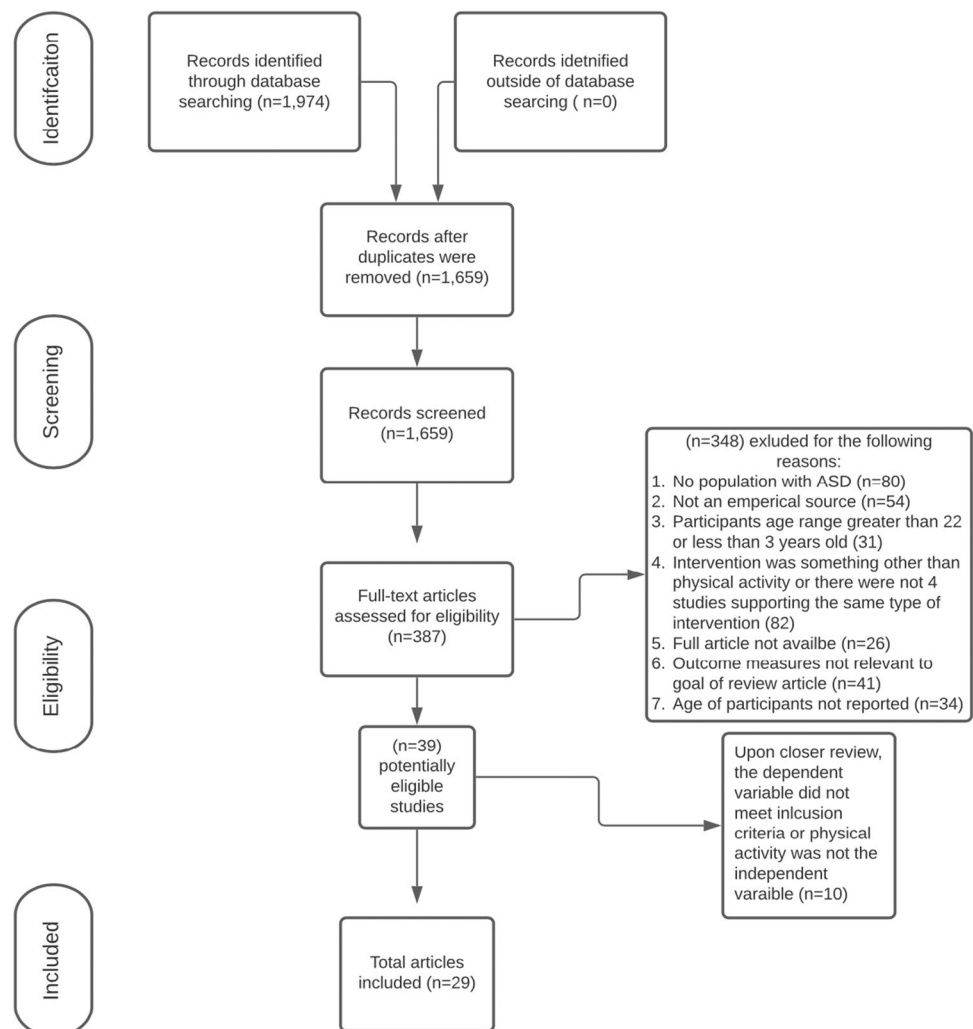 Identifcaiton
Records identified
through database
searching (n=1,974)
Records idetnified
outside of database
searcing ( n=0)
Records after
duplicates were
removed (n=1,659)
Screening
Records screened
(n=1,659)
(n=348) exluded for the following
reasons:
1. No population with ASD (n=80)
2. Not an emperical source (n=54)
3. Participants age range greater than 22
or less than 3 years old (31)
4. Intervention was something other than
physical activity or there were not 4
studies supporting the same type of
intervention (82)
5. Full article not availbe (n=26)
6. Outcome measures not relevant to
goal of review article (n=41)
7. Age of participants not reported (n=34)
Eligibility
Full-text articles
assessed for eligibility
(n=387)
(n=39)
potentially
eligible
studies
Upon closer review,
the dependent
variable did not
meet inlcusion
criteria or physical
activity was not the
independent
varaible (n=10)
Included
Total articles
included (n=29)